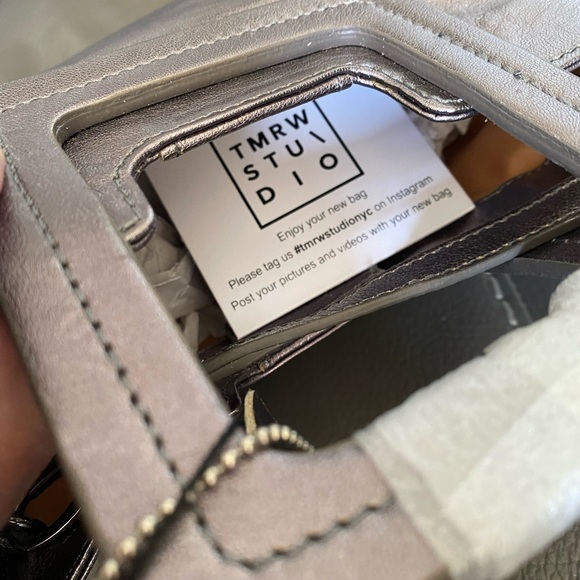 TMRW
STU\
DIO
Enjoy your new bag
Please tag us #tmrwstudionyc on Instagram
Post your pictures and videos with your new bag